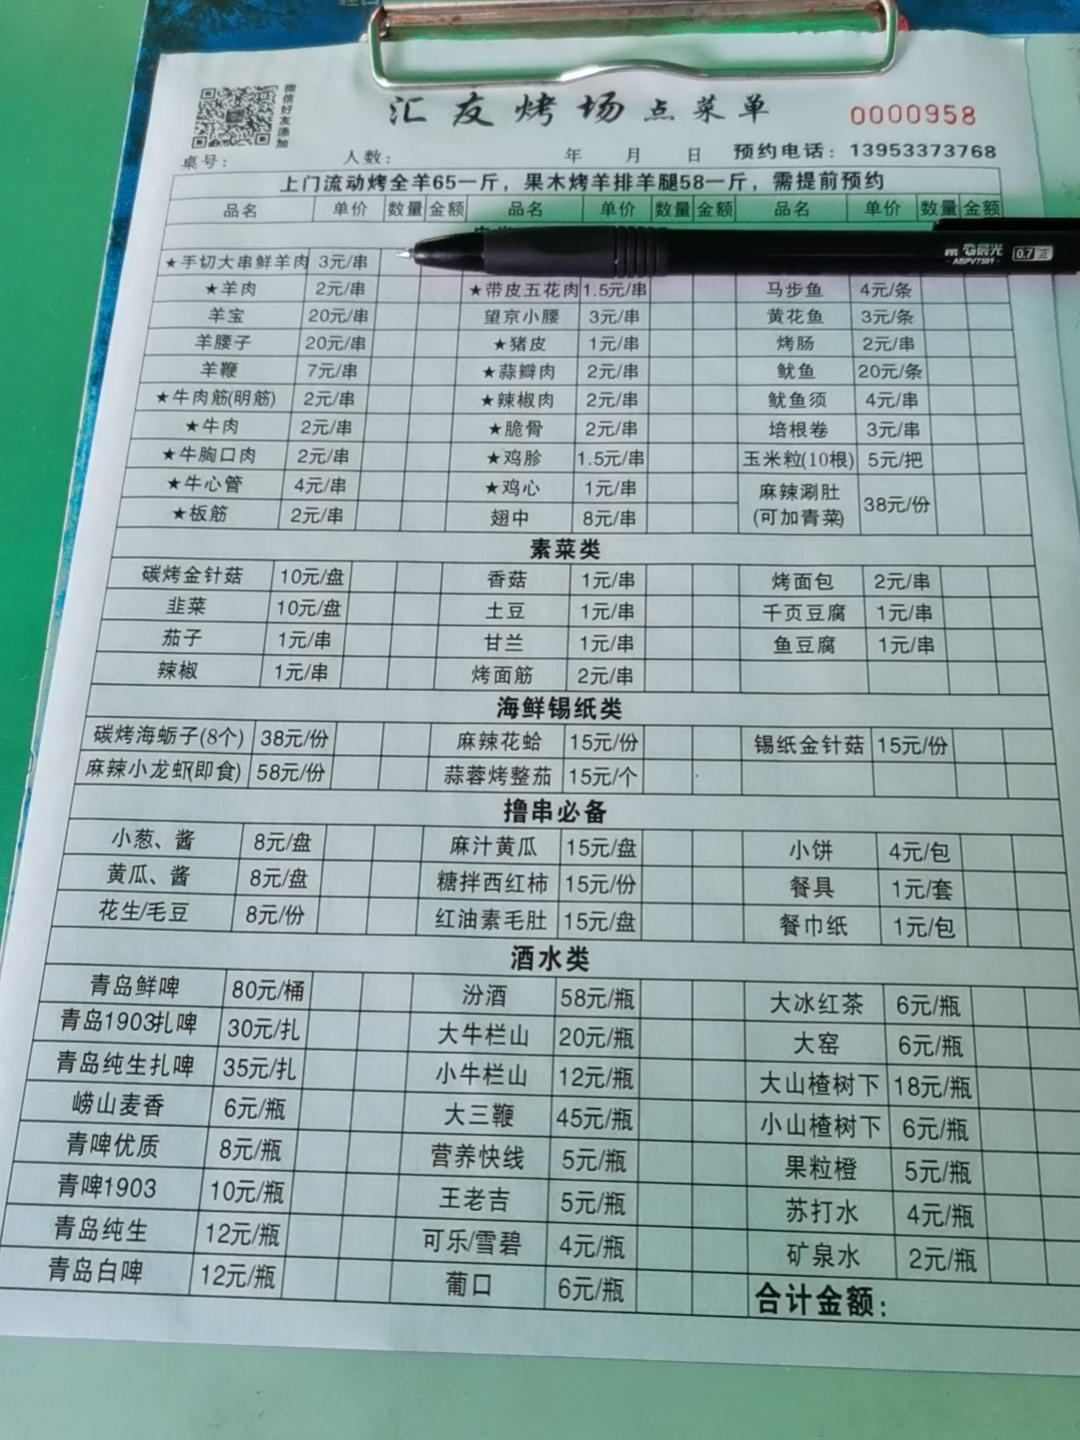 微信好友添加
汇友烤场点菜单
0000958
桌号: 人数: 年 月 日 预约电话: 13953373768
上门流动烤全羊65一斤，果木烤羊排羊腿58一斤，需提前预约
品名 单价 数量 金额 品名 单价 数量 金额 品名 单价 数量 金额
M&G晨光 0.7
★手切大串鲜羊肉 3元/串
★羊肉 2元/串 ★带皮五花肉 1.5元/串 马步鱼 4元/条
羊宝 20元/串 望京小腰 3元/串 黄花鱼 3元/条
羊腰子 20元/串 ★猪皮 1元/串 烤肠 2元/串
羊鞭 7元/串 ★蒜瓣肉 2元/串 鱿鱼 20元/条
★牛肉筋(明筋) 2元/串 ★辣椒肉 2元/串 鱿鱼须 4元/串
★牛肉 2元/串 ★脆骨 2元/串 培根卷 3元/串
★牛胸口肉 2元/串 ★鸡胗 1.5元/串 玉米粒(10根) 5元/把
★牛心管 4元/串 ★鸡心 1元/串 麻辣涮肚 38元/份
★板筋 2元/串 翅中 8元/串 (可加青菜)
素菜类
碳烤金针菇 10元/盘 香菇 1元/串 烤面包 2元/串
韭菜 10元/盘 土豆 1元/串 千页豆腐 1元/串
茄子 1元/串 甘兰 1元/串 鱼豆腐 1元/串
辣椒 1元/串 烤面筋 2元/串
海鲜锡纸类
碳烤海蛎子(8个) 38元/份 麻辣花蛤 15元/份 锡纸金针菇 15元/份
麻辣小龙虾(即食) 58元/份 蒜蓉烤整茄 15元/个
撸串必备
小葱、酱 8元/盘 麻汁黄瓜 15元/盘 小饼 4元/包
黄瓜、酱 8元/盘 糖拌西红柿 15元/份 餐具 1元/套
花生/毛豆 8元/份 红油素毛肚 15元/盘 餐巾纸 1元/包
酒水类
青岛鲜啤 80元/桶 汾酒 58元/瓶 大冰红茶 6元/瓶
青岛1903扎啤 30元/扎 大牛栏山 20元/瓶 大窑 6元/瓶
青岛纯生扎啤 35元/扎 小牛栏山 12元/瓶 大山楂树下 18元/瓶
崂山麦香 6元/瓶 大三鞭 45元/瓶 小山楂树下 6元/瓶
青啤优质 8元/瓶 营养快线 5元/瓶 果粒橙 5元/瓶
青啤1903 10元/瓶 王老吉 5元/瓶 苏打水 4元/瓶
青岛纯生 12元/瓶 可乐/雪碧 4元/瓶 矿泉水 2元/瓶
青岛白啤 12元/瓶 葡口 6元/瓶 合计金额: